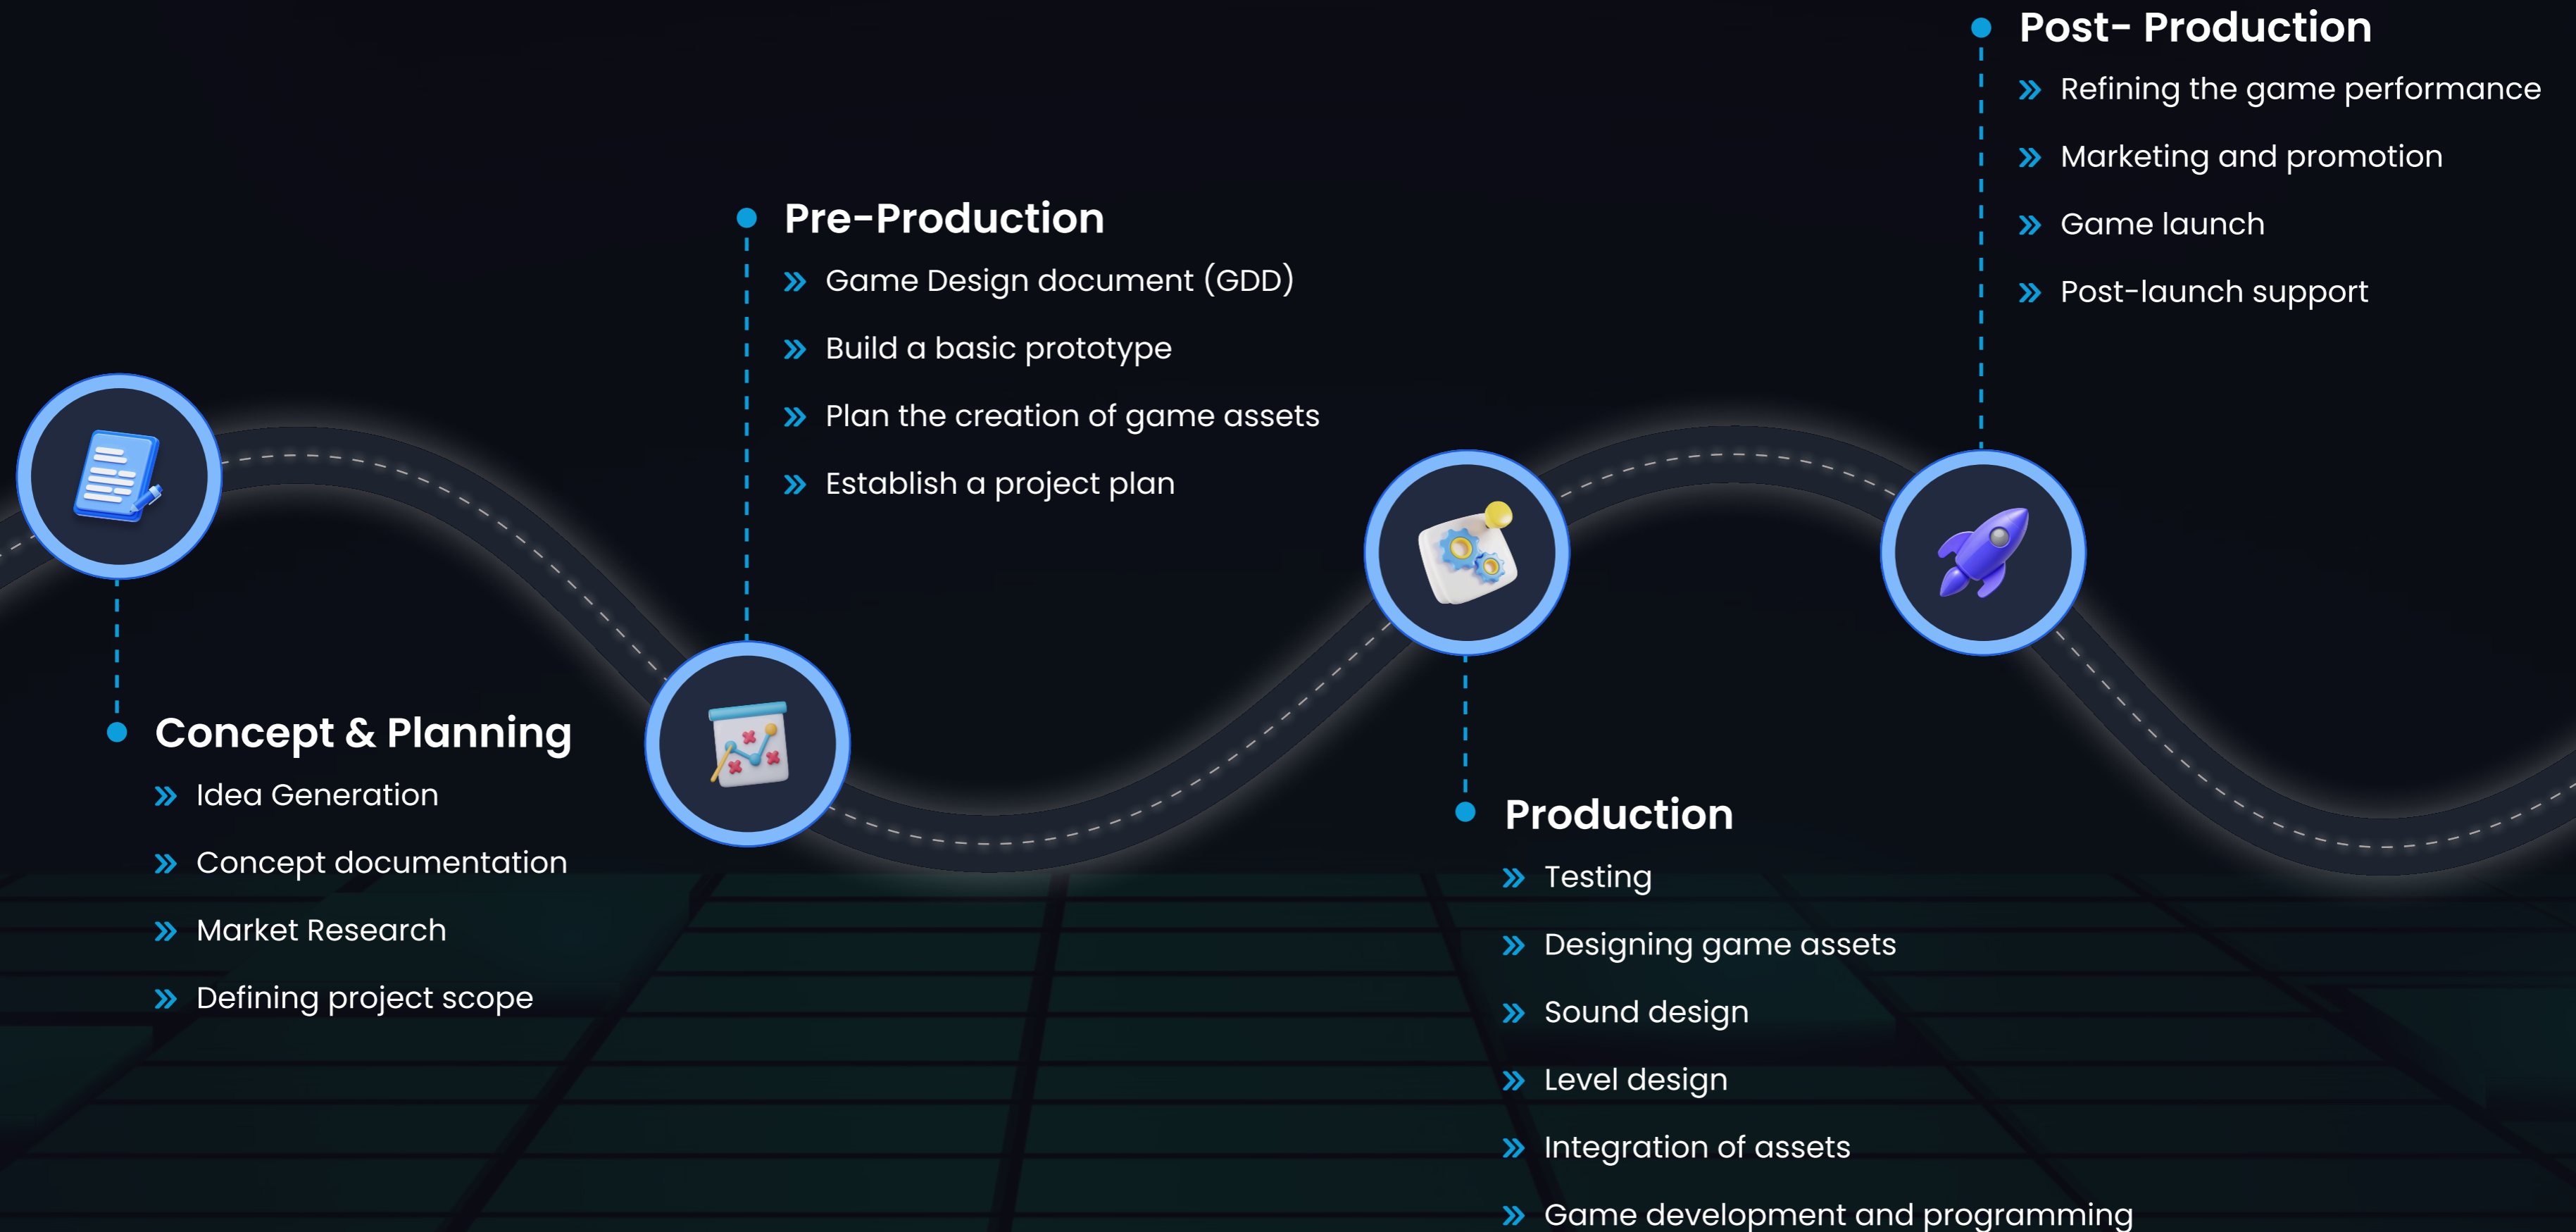 Concept & Planning
Idea Generation
Concept documentation
Market Research
Defining project scope
Pre-Production
Game Design document (GDD)
Build a basic prototype
Plan the creation of game assets
Establish a project plan
Production
Testing
Designing game assets
Sound design
Level design
Integration of assets
Game development and programming
Post- Production
Refining the game performance
Marketing and promotion
Game launch
Post-launch support